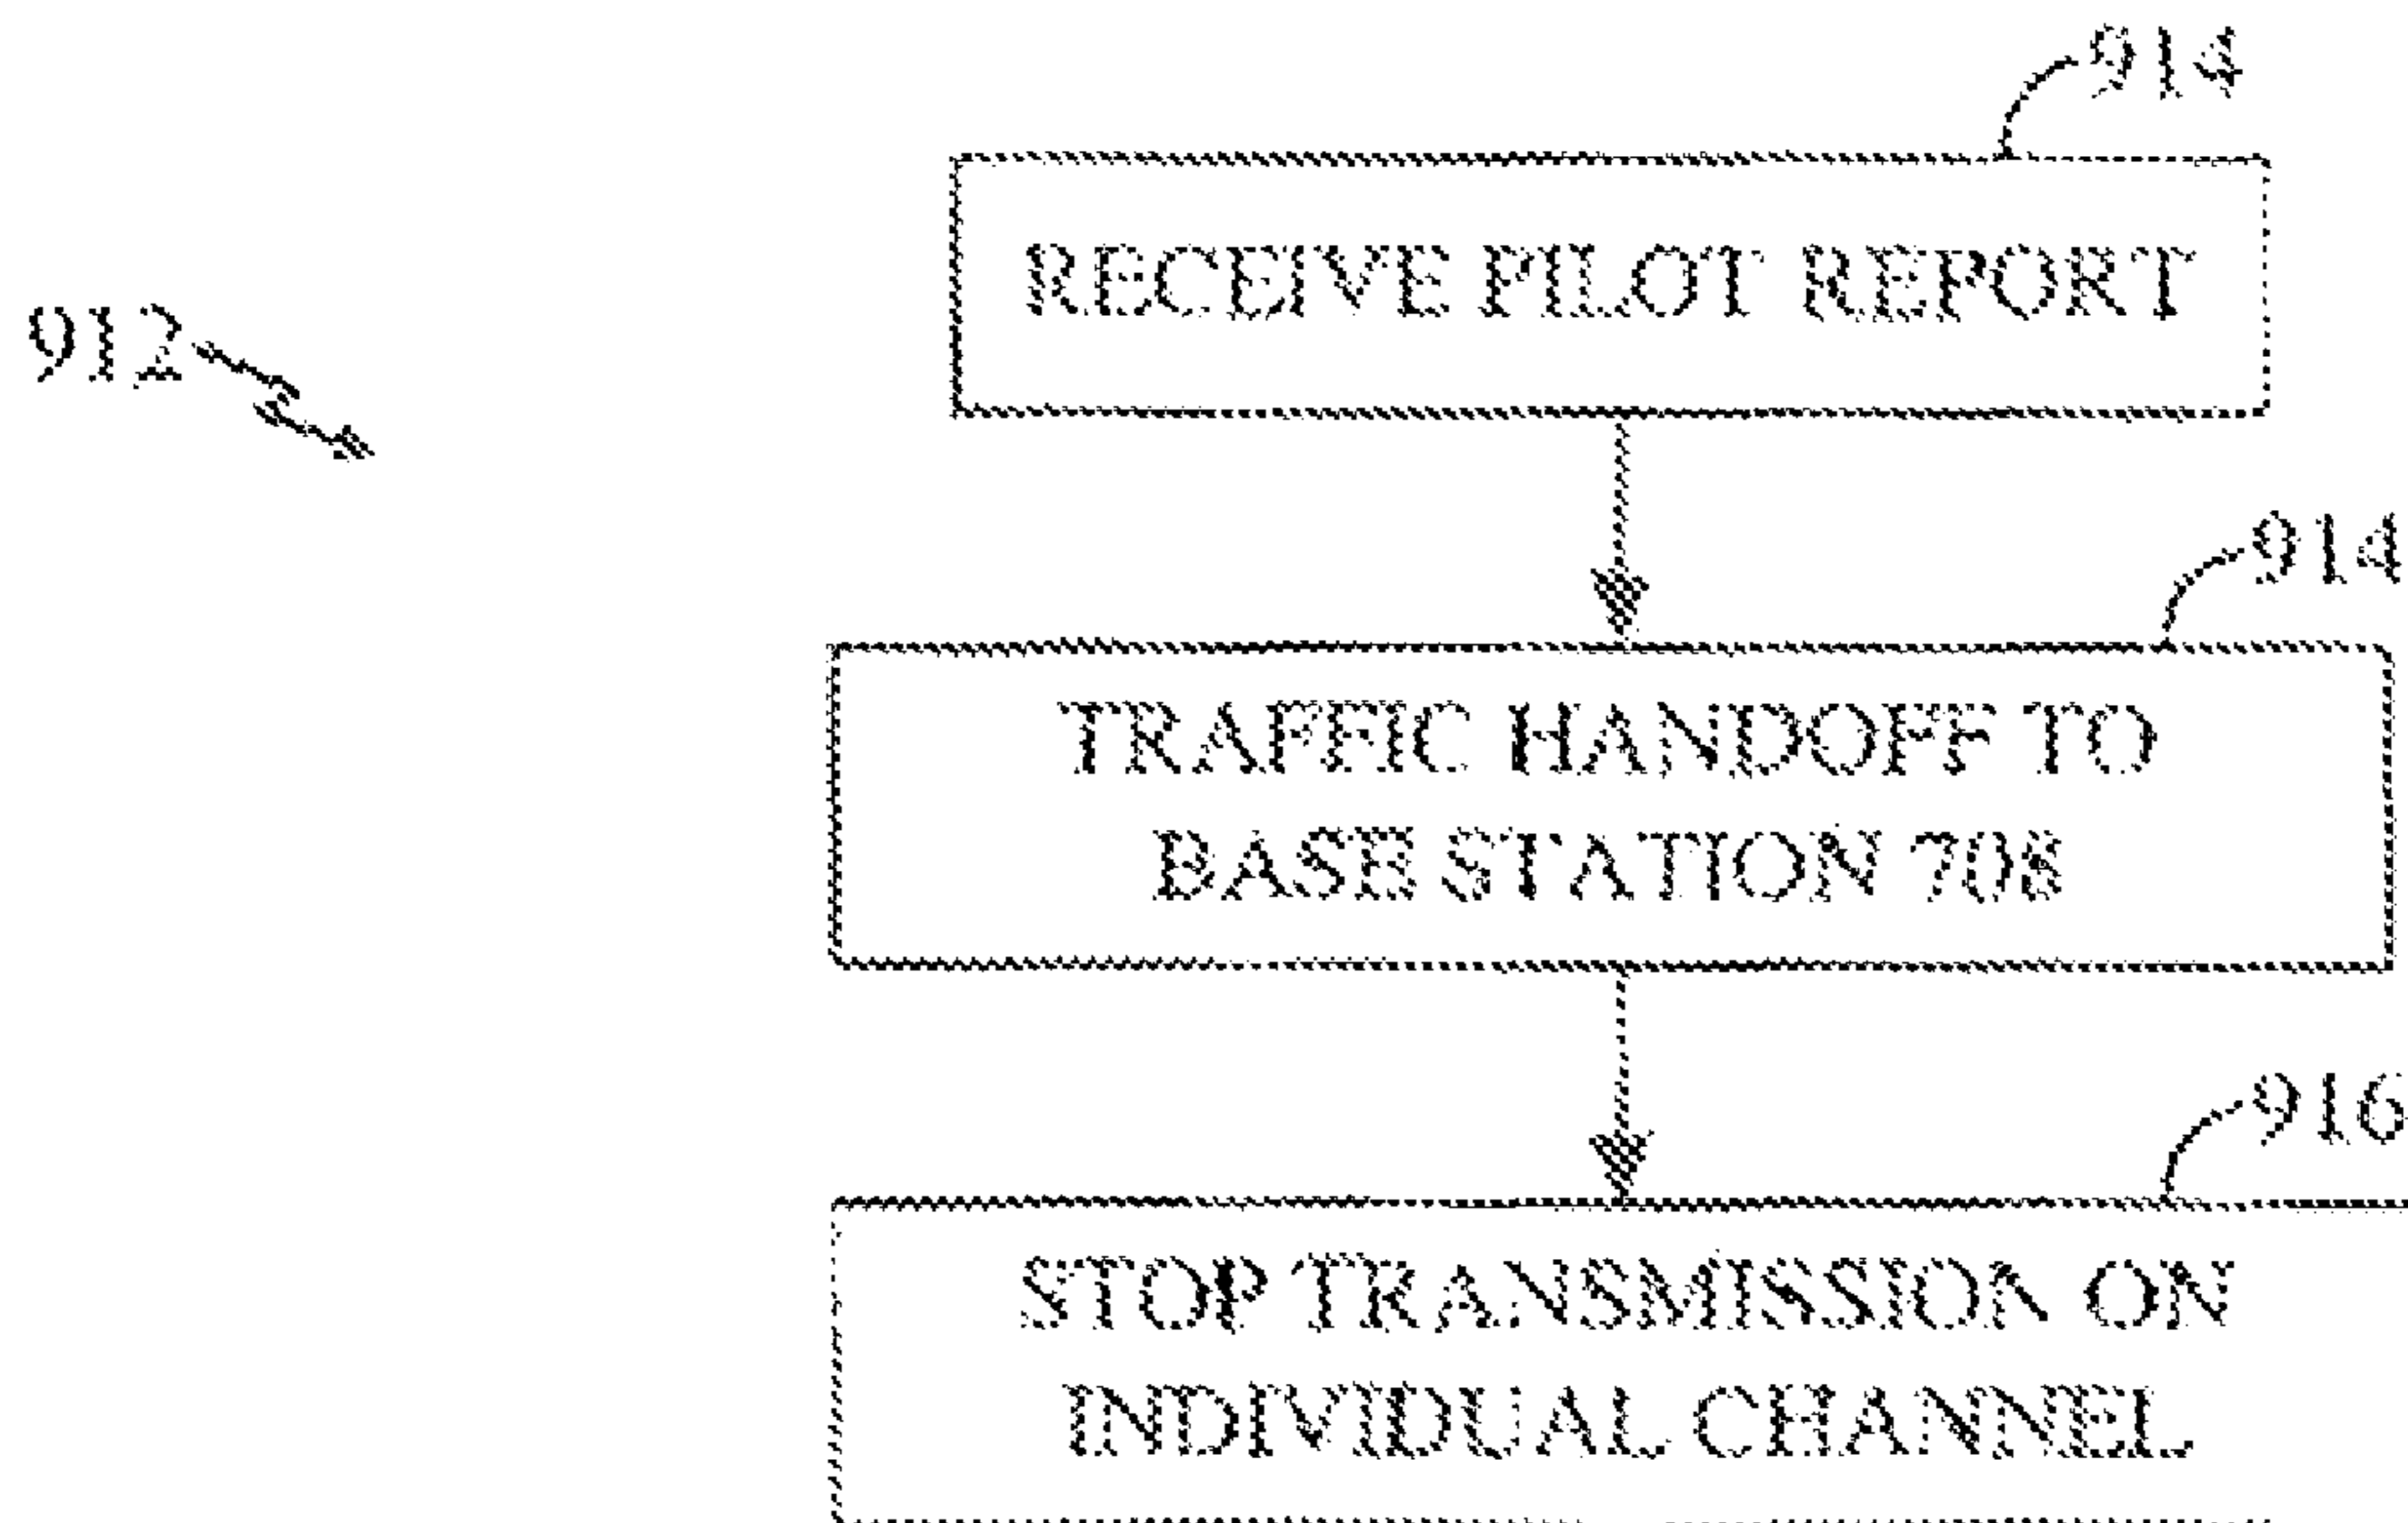 914
RECEIVE PILOT REPORT
912
914
TRAFFIC HANDOFF TO
BASE STATION 708
916
STOP TRANSMISSION ON
INDIVIDUAL CHANNEL